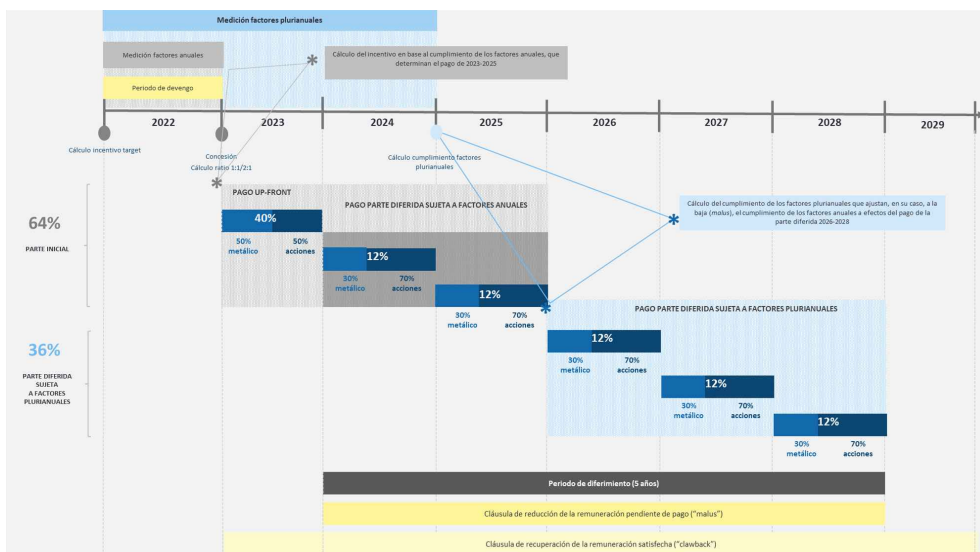 Medición factores plurianuales
Medición factores anuales
Cálculo del incentivo en base al cumplimiento de los factores anuales, que
determinan el pago de 2023-2025
Periodo de devengo
2022
2023
2024
2025
2026
2027
2028
2029
Cálculo incentivo target
Concesión
Cálculo ratio 1:1/2:1
Cálculo cumplimiento factores
plurianuales
Cálculo del cumplimiento de los factores plurianuales que ajustan, en su caso, a la
baja (malus), el cumplimiento de los factores anuales a efectos del pago de la
parte diferida 2026-2028
PAGO UP-FRONT
PAGO PARTE DIFERIDA SUJETA A FACTORES ANUALES
64%
PARTE INICIAL
40%
50%
metálico
50%
acciones
12%
30%
metálico
70%
acciones
12%
30%
metálico
70%
acciones
PAGO PARTE DIFERIDA SUJETA A FACTORES PLURIANUALES
36%
PARTE DIFERIDA
SUJETA
A FACTORES
PLURIANUALES
12%
30%
metálico
70%
acciones
12%
30%
metálico
70%
acciones
12%
30%
metálico
70%
acciones
Periodo de diferimiento (5 años)
Cláusula de reducción de la remuneración pendiente de pago ("malus")
Cláusula de recuperación de la remuneración satisfecha ("clawback")